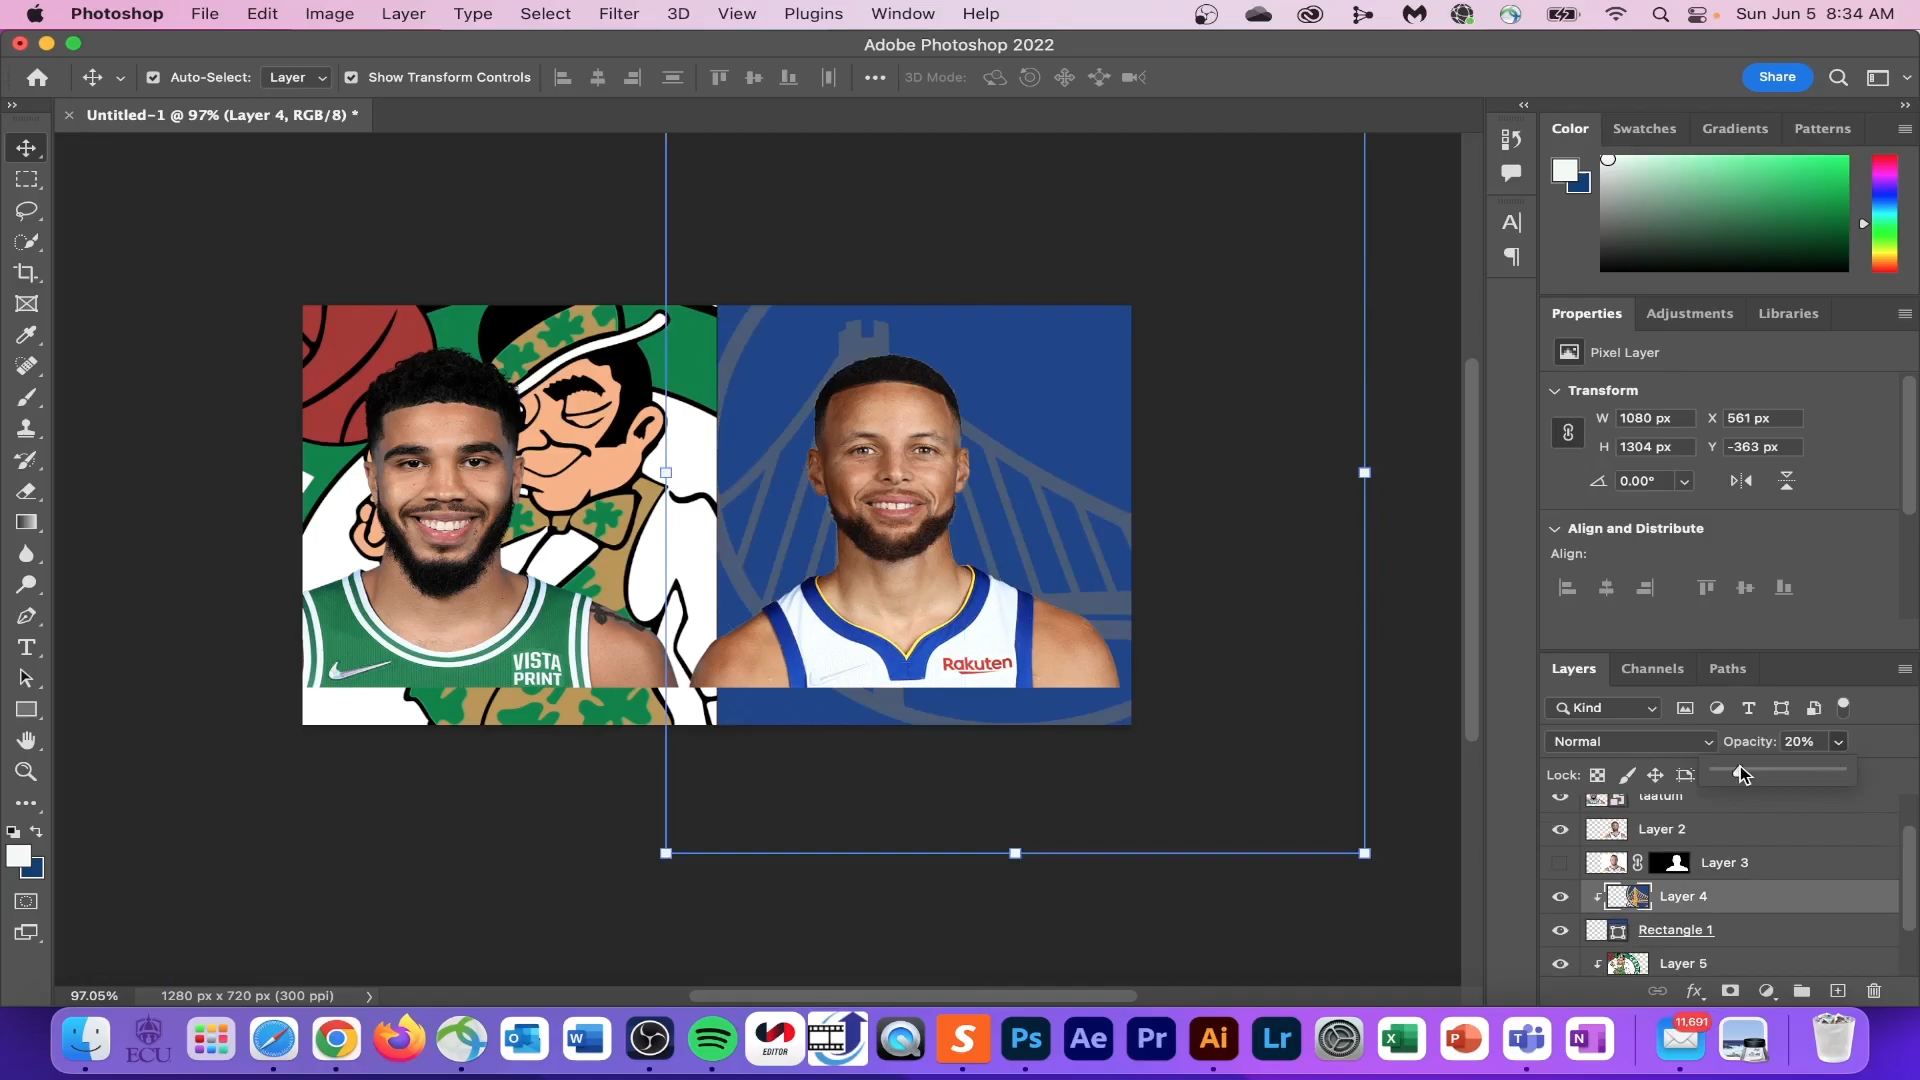 Photoshop File Edit Image Layer Type Select Filter 3D View Plugins Window Help Sun Jun 5 8:34 AM
Adobe Photoshop 2022
Auto-Select: Layer Show Transform Controls 3D Mode: Share
Untitled-1 @ 97% (Layer 4, RGB/8) *
Color Swatches Gradients Patterns
Properties Adjustments Libraries
Pixel Layer
Transform
W 1080 px X 561 px
H 1304 px Y -363 px
0.00°
Align and Distribute
Align:
VISTA
PRINT
Rakuten
Layers Channels Paths
Kind
Normal Opacity: 20%
Lock:
taatum
Layer 2
Layer 3
Layer 4
Rectangle 1
Layer 5
fx
97.05% 1280 px x 720 px (300 ppi)
11,691
ECU EDITOR Ps Ae Pr Ai Lr